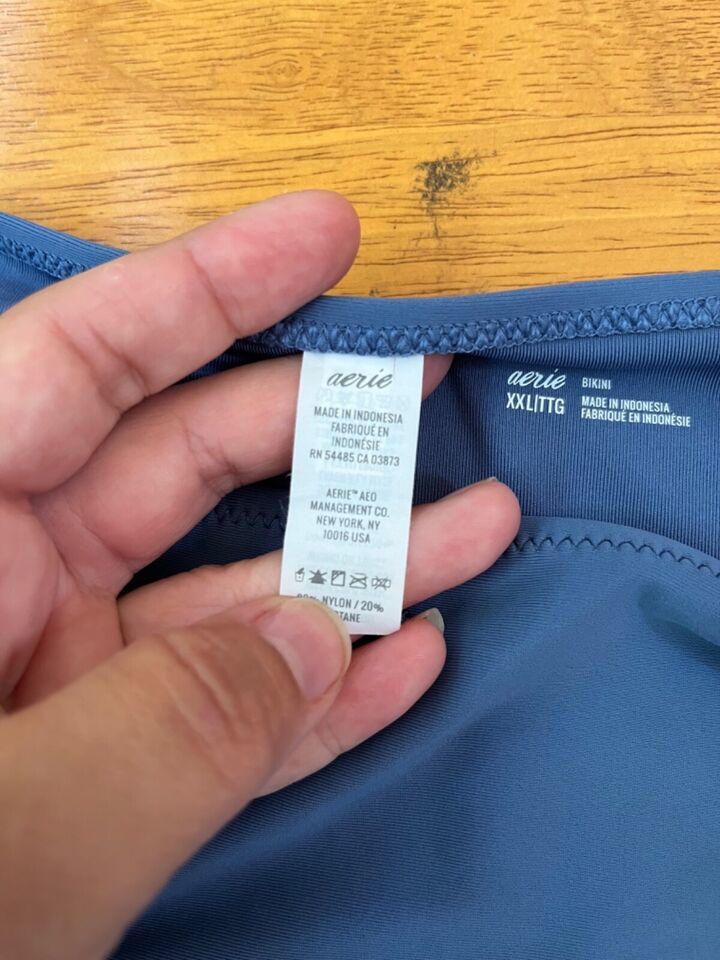 aerie
MADE IN INDONESIA
FABRIQUÉ EN
INDONÉSIE
RN 54485 CA 03873
AERIE™ AEO
MANAGEMENT CO.
NEW YORK, NY
10016 USA
NYLON / 20%
aerie BIKINI
XXL|TTG
MADE IN INDONESIA
FABRIQUÉ EN INDONÉSIE